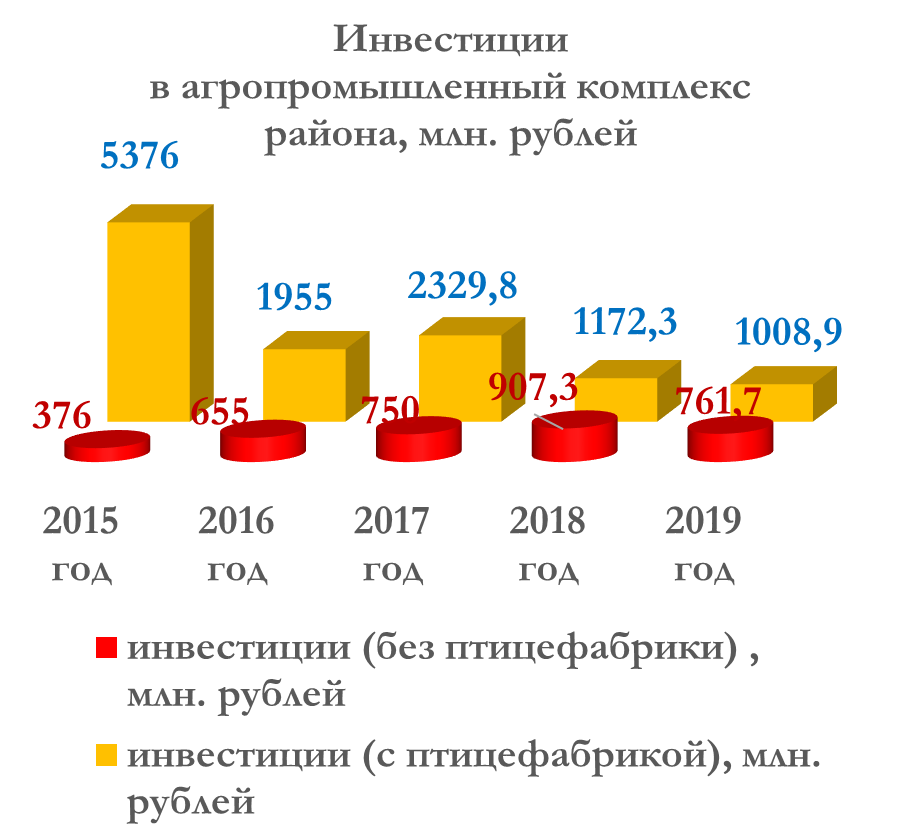 Инвестиции
в агропромышленный комплекс
района, млн. рублей
5376
1955
2329,8
1172,3
1008,9
376
655
750
907,3
761,7
2015
год
2016
год
2017
год
2018
год
2019
год
инвестиции (без птицефабрики) ,
млн. рублей
инвестиции (с птицефабрикой), млн.
рублей